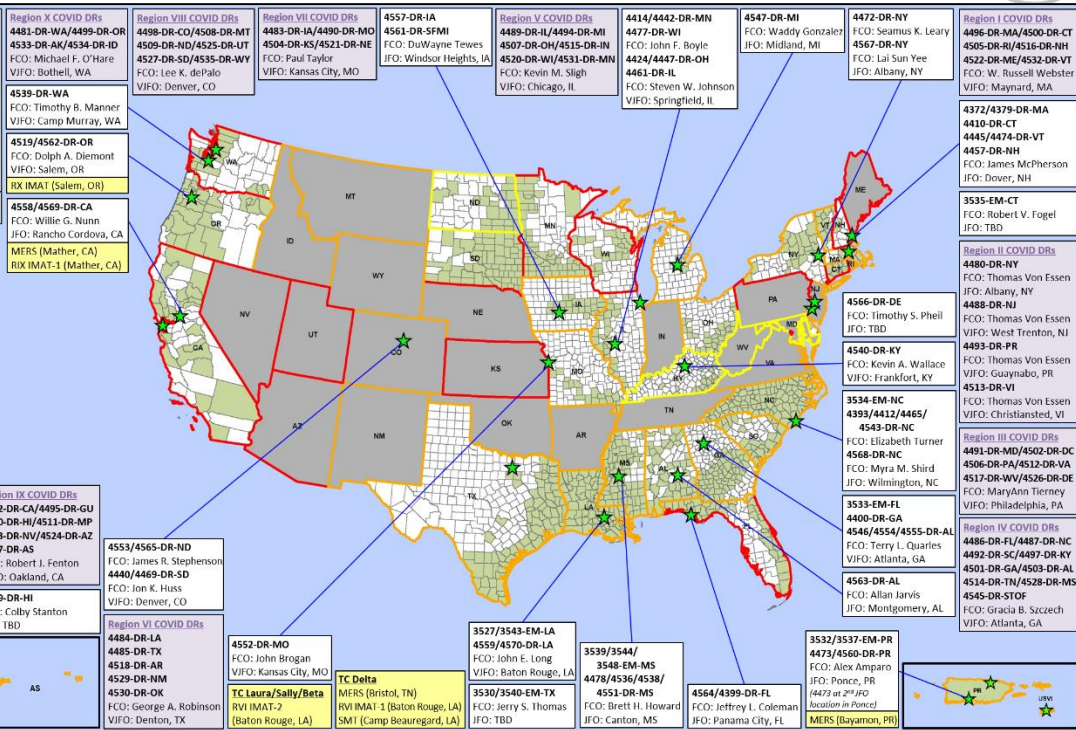 Region X COVID DRs
4481-DR-WA/4499-DR-OR
4533-DR-AK/4534-DR-ID
FCO: Michael F. O'Hare
VJFO: Bothell, WA
Region VIII COVID DRs
4498-DR-CO/4508-DR-MT
4509-DR-ND/4525-DR-UT
4527-DR-SD/4535-DR-WY
FCO: Lee K. dePalo
VJFO: Denver, CO
Region VII COVID DRs
4483-DR-IA/4490-DR-MO
4504-DR-KS/4521-DR-NE
FCO: Paul Taylor
VJFO: Kansas City, MO
4557-DR-IA
4561-DR-SFMI
FCO: DuWayne Tewes
JFO: Windsor Heights, IA
Region V COVID DRs
4489-DR-IL/4494-DR-MI
4507-DR-OH/4515-DR-IN
4520-DR-WI/4531-DR-MN
FCO: Kevin M. Sligh
VJFO: Chicago, IL
4414/4442-DR-MN
4477-DR-WI
FCO: John F. Boyle
4424/4447-DR-OH
4461-DR-IL
FCO: Steven W. Johnson
VJFO: Springfield, IL
4547-DR-MI
FCO: Waddy Gonzalez
JFO: Midland, MI
4472-DR-NY
FCO: Seamus K. Leary
4567-DR-NY
FCO: Lai Sun Yee
JFO: Albany, NY
Region I COVID DRs
4496-DR-MA/4500-DR-CT
4505-DR-RI/4516-DR-NH
4522-DR-ME/4532-DR-VT
FCO: W. Russell Webster
VJFO: Maynard, MA
4539-DR-WA
FCO: Timothy B. Manner
VJFO: Camp Murray, WA
4519/4562-DR-OR
FCO: Dolph A. Diemont
VJFO: Salem, OR
RX IMAT (Salem, OR)
4558/4569-DR-CA
FCO: Willie G. Nunn
JFO: Rancho Cordova, CA
MERS (Mather, CA)
RIX IMAT-1 (Mather, CA)
4372/4379-DR-MA
4410-DR-CT
4445/4474-DR-VT
4457-DR-NH
FCO: James McPherson
JFO: Dover, NH
3535-EM-CT
FCO: Robert V. Fogel
JFO: TBD
Region II COVID DRs
4480-DR-NY
FCO: Thomas Von Essen
JFO: Albany, NY
4488-DR-NJ
FCO: Thomas Von Essen
VJFO: West Trenton, NJ
4493-DR-PR
FCO: Thomas Von Essen
VJFO: Guaynabo, PR
4513-DR-VI
FCO: Thomas Von Essen
VJFO: Christiansted, VI
4566-DR-DE
FCO: Timothy S. Pheil
JFO: TBD
4540-DR-KY
FCO: Kevin A. Wallace
VJFO: Frankfort, KY
3534-EM-NC
4393/4412/4465/
4543-DR-NC
FCO: Elizabeth Turner
4568-DR-NC
FCO: Myra M. Shird
JFO: Wilmington, NC
Region III COVID DRs
4491-DR-MD/4502-DR-DC
4506-DR-PA/4512-DR-VA
4517-DR-WV/4526-DR-DE
FCO: MaryAnn Tierney
VJFO: Philadelphia, PA
3533-EM-FL
4400-DR-GA
4546/4554/4555-DR-AL
FCO: Terry L. Quarles
VJFO: Atlanta, GA
Region IV COVID DRs
4486-DR-FL/4487-DR-NC
4492-DR-SC/4497-DR-KY
4501-DR-GA/4503-DR-AL
4514-DR-TN/4528-DR-MS
4545-DR-STOF
FCO: Gracia B. Szczech
VJFO: Atlanta, GA
4563-DR-AL
FCO: Allan Jarvis
JFO: Montgomery, AL
WA
OR
CA
NV
ID
MT
WY
UT
AZ
CO
NM
ND
SD
NE
KS
OK
TX
MN
IA
MO
AR
LA
WI
IL
IN
OH
KY
TN
MS
AL
GA
SC
NC
VA
WV
MD
PA
NJ
NY
VT
NH
ME
MA
CT
RI
ion IX COVID DRs
2-DR-CA/4495-DR-GU
0-DR-HI/4511-DR-MP
3-DR-NV/4524-DR-AZ
7-DR-AS
: Robert J. Fenton
O: Oakland, CA
9-DR-HI
: Colby Stanton
TBD
AS
4553/4565-DR-ND
FCO: James R. Stephenson
4440/4469-DR-SD
FCO: Jon K. Huss
VJFO: Denver, CO
Region VI COVID DRs
4484-DR-LA
4485-DR-TX
4518-DR-AR
4529-DR-NM
4530-DR-OK
FCO: George A. Robinson
VJFO: Denton, TX
4552-DR-MO
FCO: John Brogan
VJFO: Kansas City, MO
TC Laura/Sally/Beta
RVI IMAT-2
(Baton Rouge, LA)
TC Delta
MERS (Bristol, TN)
RVI IMAT-1 (Baton Rouge, LA)
SMT (Camp Beauregard, LA)
3527/3543-EM-LA
4559/4570-DR-LA
FCO: John E. Long
VJFO: Baton Rouge, LA
3530/3540-EM-TX
FCO: Jerry S. Thomas
JFO: TBD
3539/3544/
3548-EM-MS
4478/4536/4538/
4551-DR-MS
FCO: Brett H. Howard
JFO: Canton, MS
4564/4399-DR-FL
FCO: Jeffrey L. Coleman
JFO: Panama City, FL
3532/3537-EM-PR
4473/4560-DR-PR
FCO: Alex Amparo
JFO: Ponce, PR
(4473 at 2nd JFO
location in Ponce)
MERS (Bayamon, PR)
PR
USVI